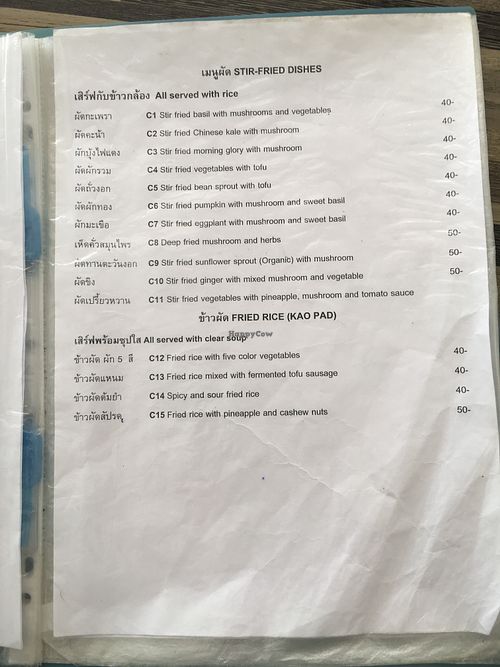 เมนูผัด STIR-FRIED DISHES
เสิร์ฟกับข้าวกล้อง All served with rice
ผัดกะเพรา C1 Stir fried basil with mushrooms and vegetables 40-
ผัดคะน้า C2 Stir fried Chinese kale with mushroom 40-
ผักบุ้งไฟแดง C3 Stir fried morning glory with mushroom 40-
ผัดผักรวม C4 Stir fried vegetables with tofu 40-
ผัดถั่วงอก C5 Stir fried bean sprout with tofu 40-
ผัดผักทอง C6 Stir fried pumpkin with mushroom and sweet basil 40-
ผักมะเขือ C7 Stir fried eggplant with mushroom and sweet basil 40-
เห็ดคั่วสมุนไพร C8 Deep fried mushroom and herbs 50-
ผัดทานตะวันงอก C9 Stir fried sunflower sprout (Organic) with mushroom 50-
ผัดขิง C10 Stir fried ginger with mixed mushroom and vegetable 50-
ผัดเปรี้ยวหวาน C11 Stir fried vegetables with pineapple, mushroom and tomato sauce
ข้าวผัด FRIED RICE (KAO PAD)
เสิร์ฟพร้อมซุปใส All served with clear soup
HappyCow
ข้าวผัด ผัก 5 สี C12 Fried rice with five color vegetables 40-
ข้าวผัดแหนม C13 Fried rice mixed with fermented tofu sausage 40-
ข้าวผัดต้มยำ C14 Spicy and sour fried rice 40-
ข้าวผัดสัปรดุ C15 Fried rice with pineapple and cashew nuts 50-